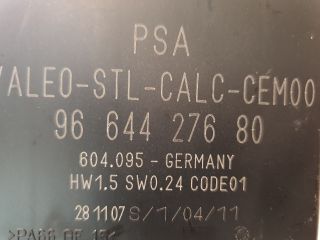 PSA
VALEO-STL-CALC-CEM00
96 644 276 80
604.095 - GERMANY
HW1.5 SW0.24 CODE01
281107 S/1/04/11